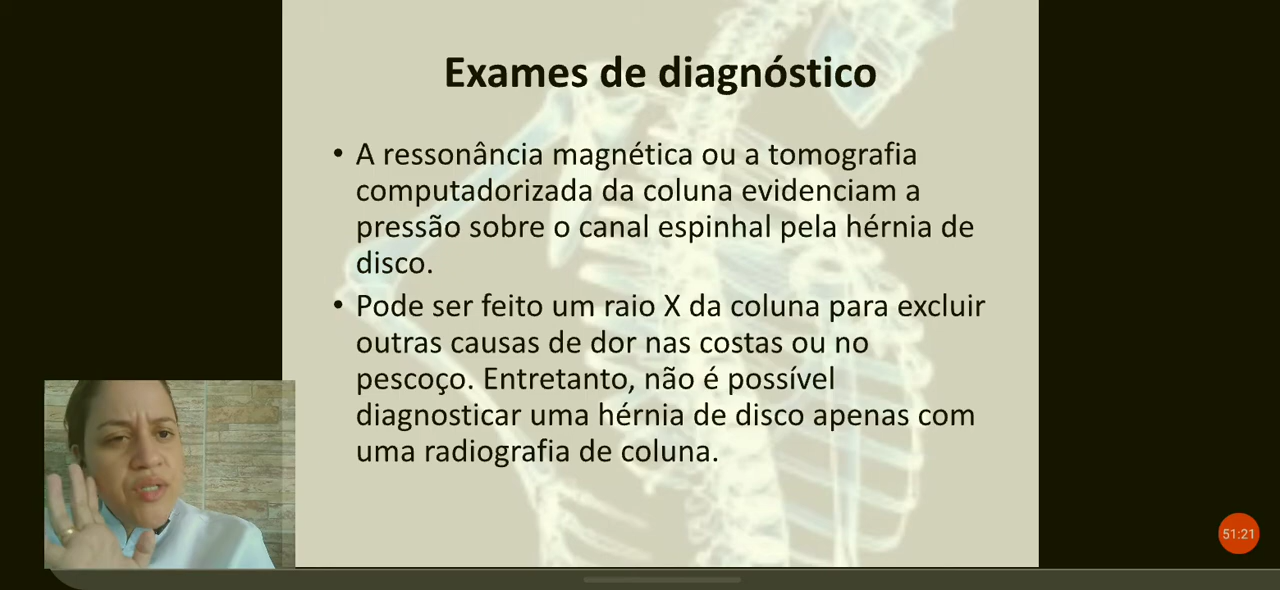 Exames de diagnóstico
• A ressonância magnética ou a tomografia
computadorizada da coluna evidenciam a
pressão sobre o canal espinhal pela hérnia de
disco.
• Pode ser feito um raio X da coluna para excluir
outras causas de dor nas costas ou no
pescoço. Entretanto, não é possível
diagnosticar uma hérnia de disco apenas com
uma radiografia de coluna.
51:21